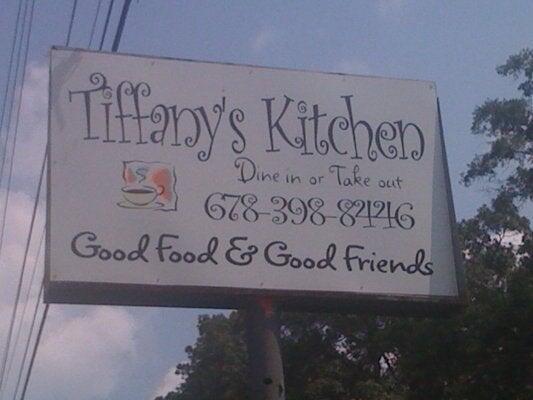 Tiffany's Kitchen
Dine in or Take out
678-398-8446
Good Food & Good Friends